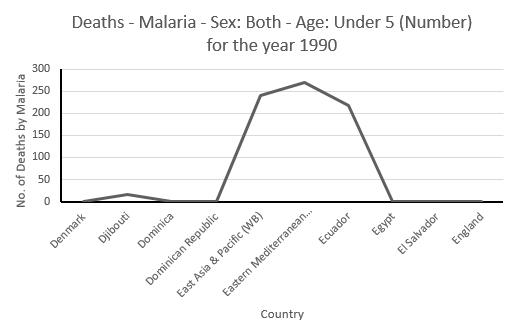 Deaths - Malaria - Sex: Both - Age: Under 5 (Number)
for the year 1990
No. of Deaths by Malaria
300
250
200
150
100
50
0
Denmark
Djibouti
Dominica
Dominican Republic
East Asia & Pacific (WB)
Eastern Mediterranean...
Ecuador
Egypt
El Salvador
England
Country